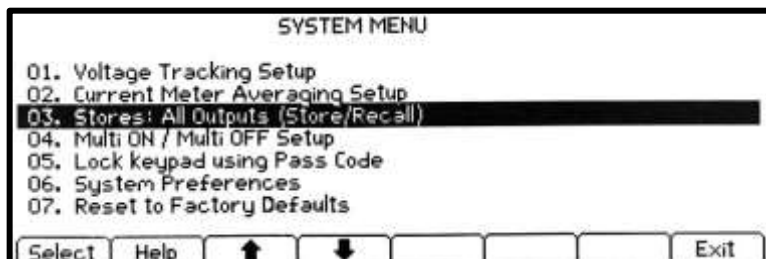 SYSTEM MENU
01. Voltage Tracking Setup
02. Current Meter Averaging Setup
03. Stores: All Outputs (Store/Recall)
04. Multi ON / Multi OFF Setup
05. Lock keypad using Pass Code
06. System Preferences
07. Reset to Factory Defaults
Select Help ↑ ↓ Exit